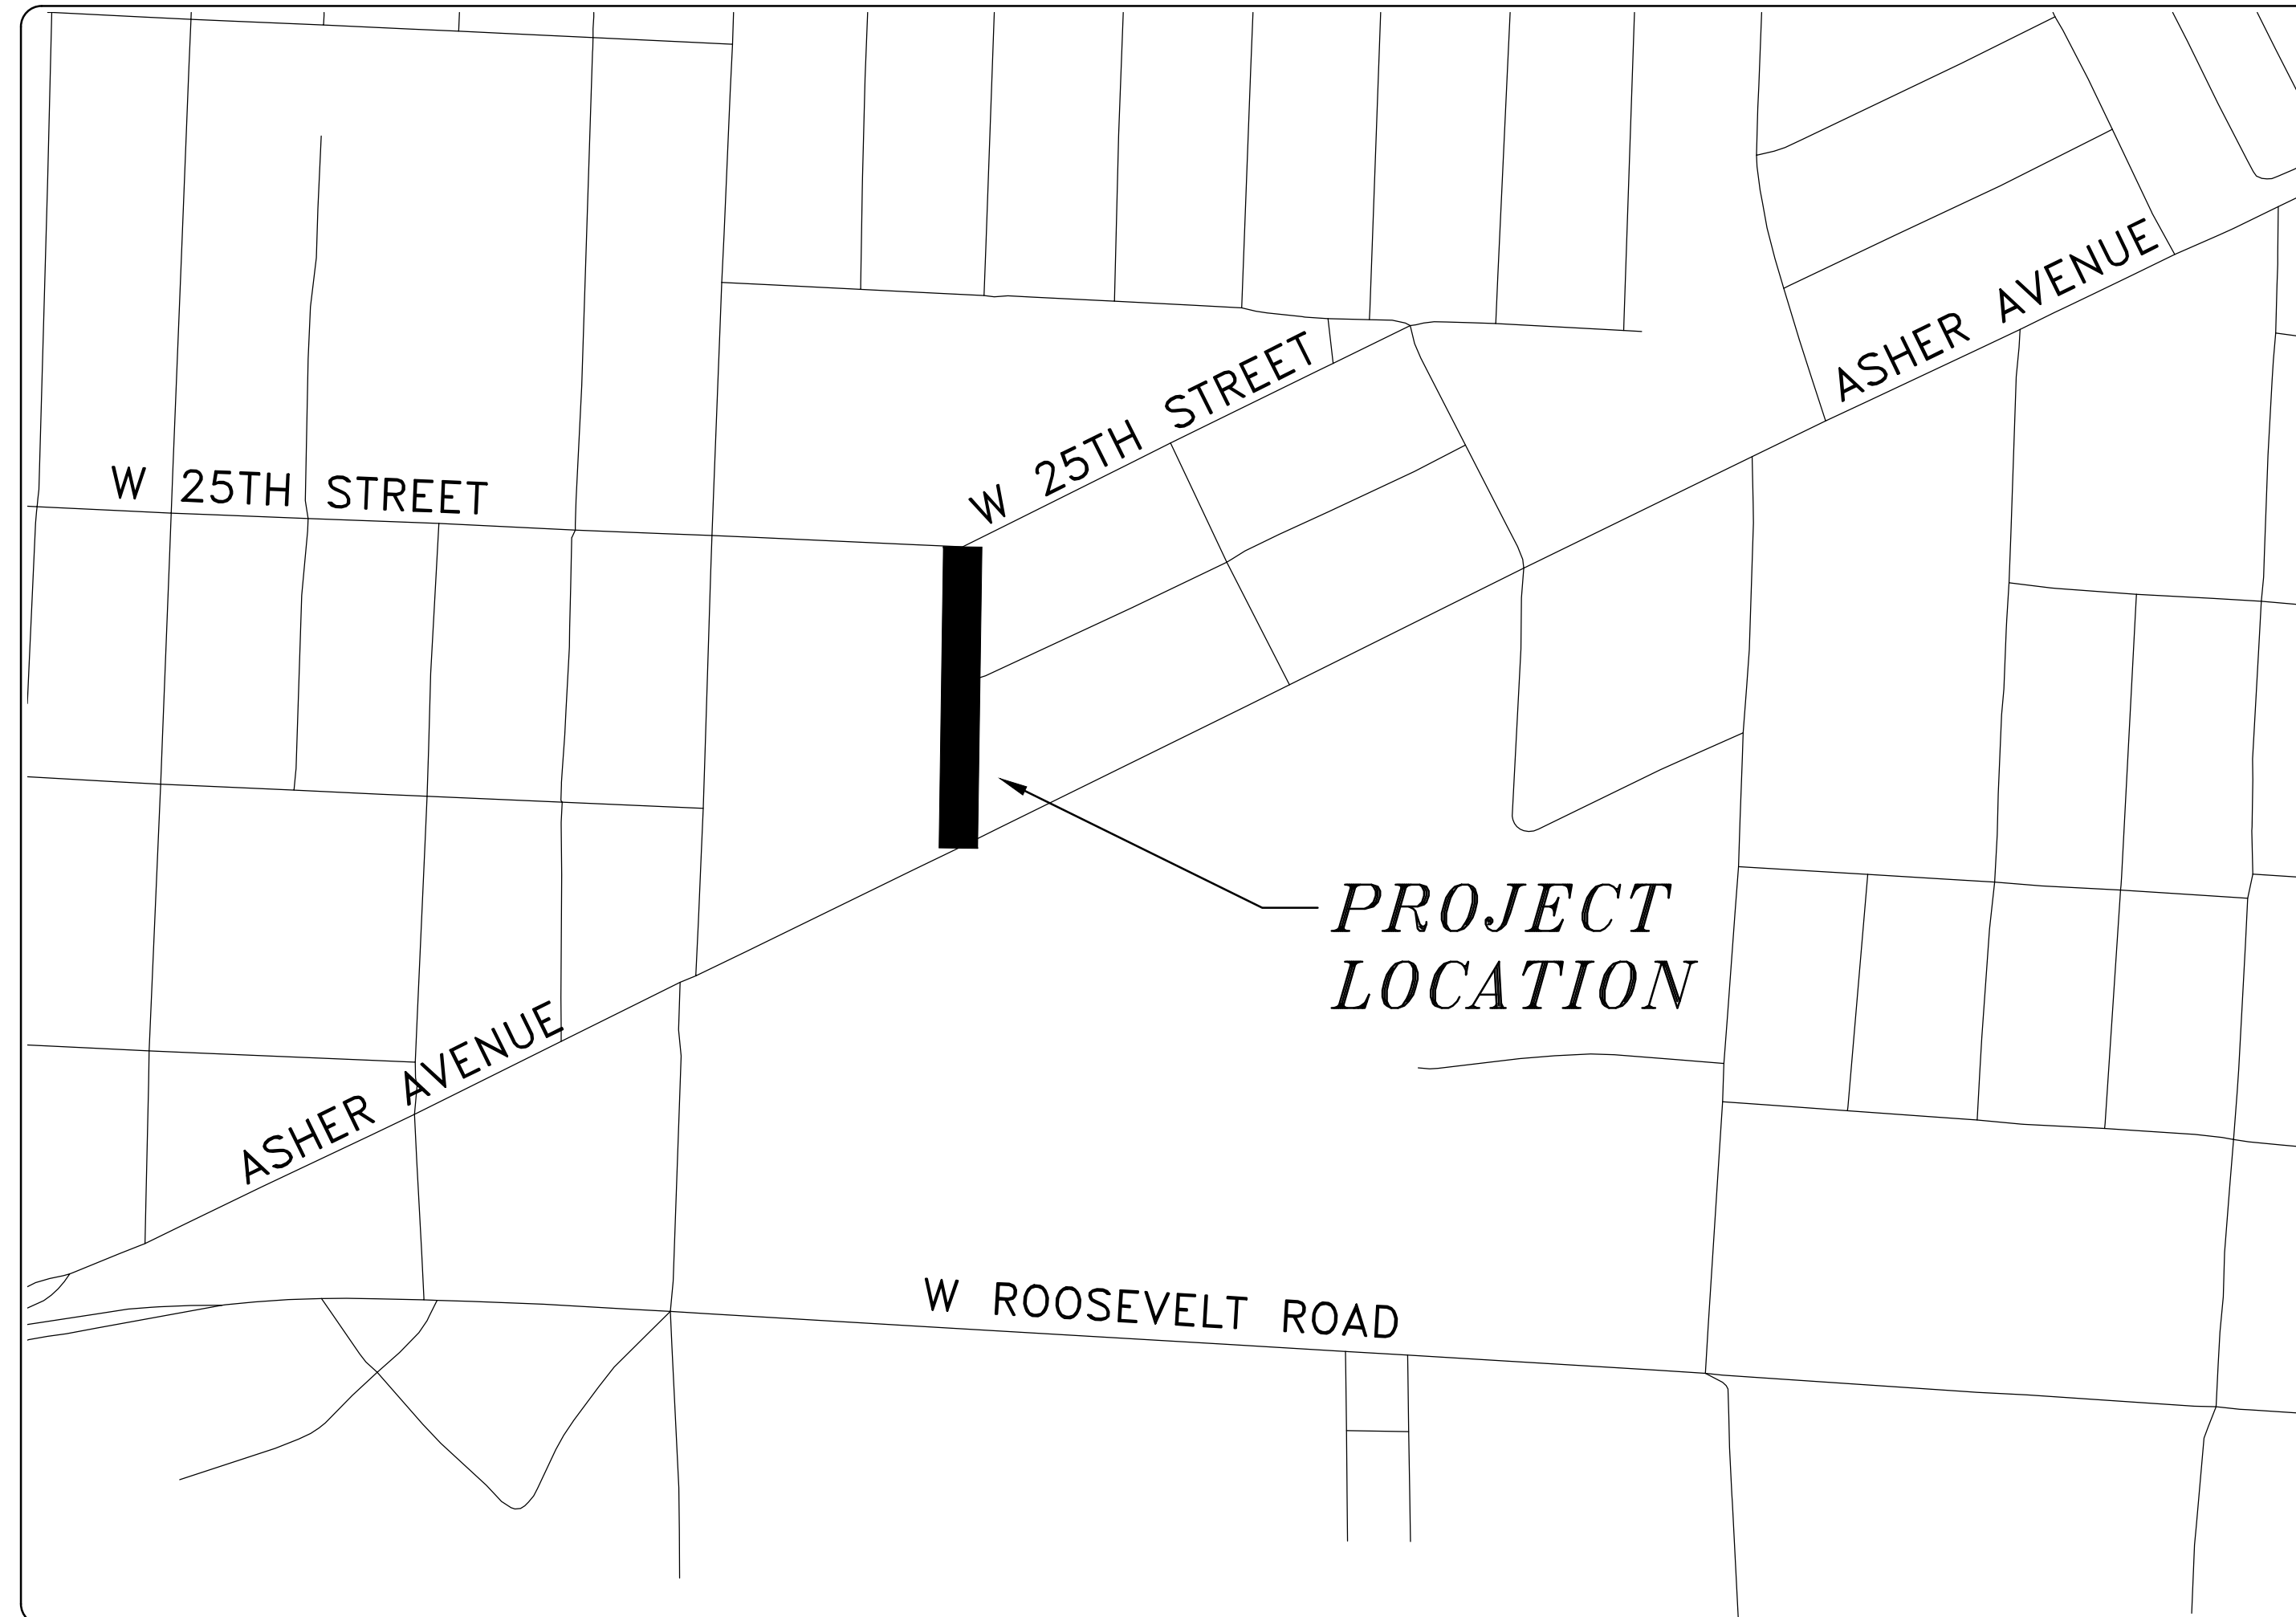 ASHER AVENUE
W 25TH STREET
W 25TH STREET
PROJECT
LOCATION
ASHER AVENUE
W ROOSEVELT ROAD